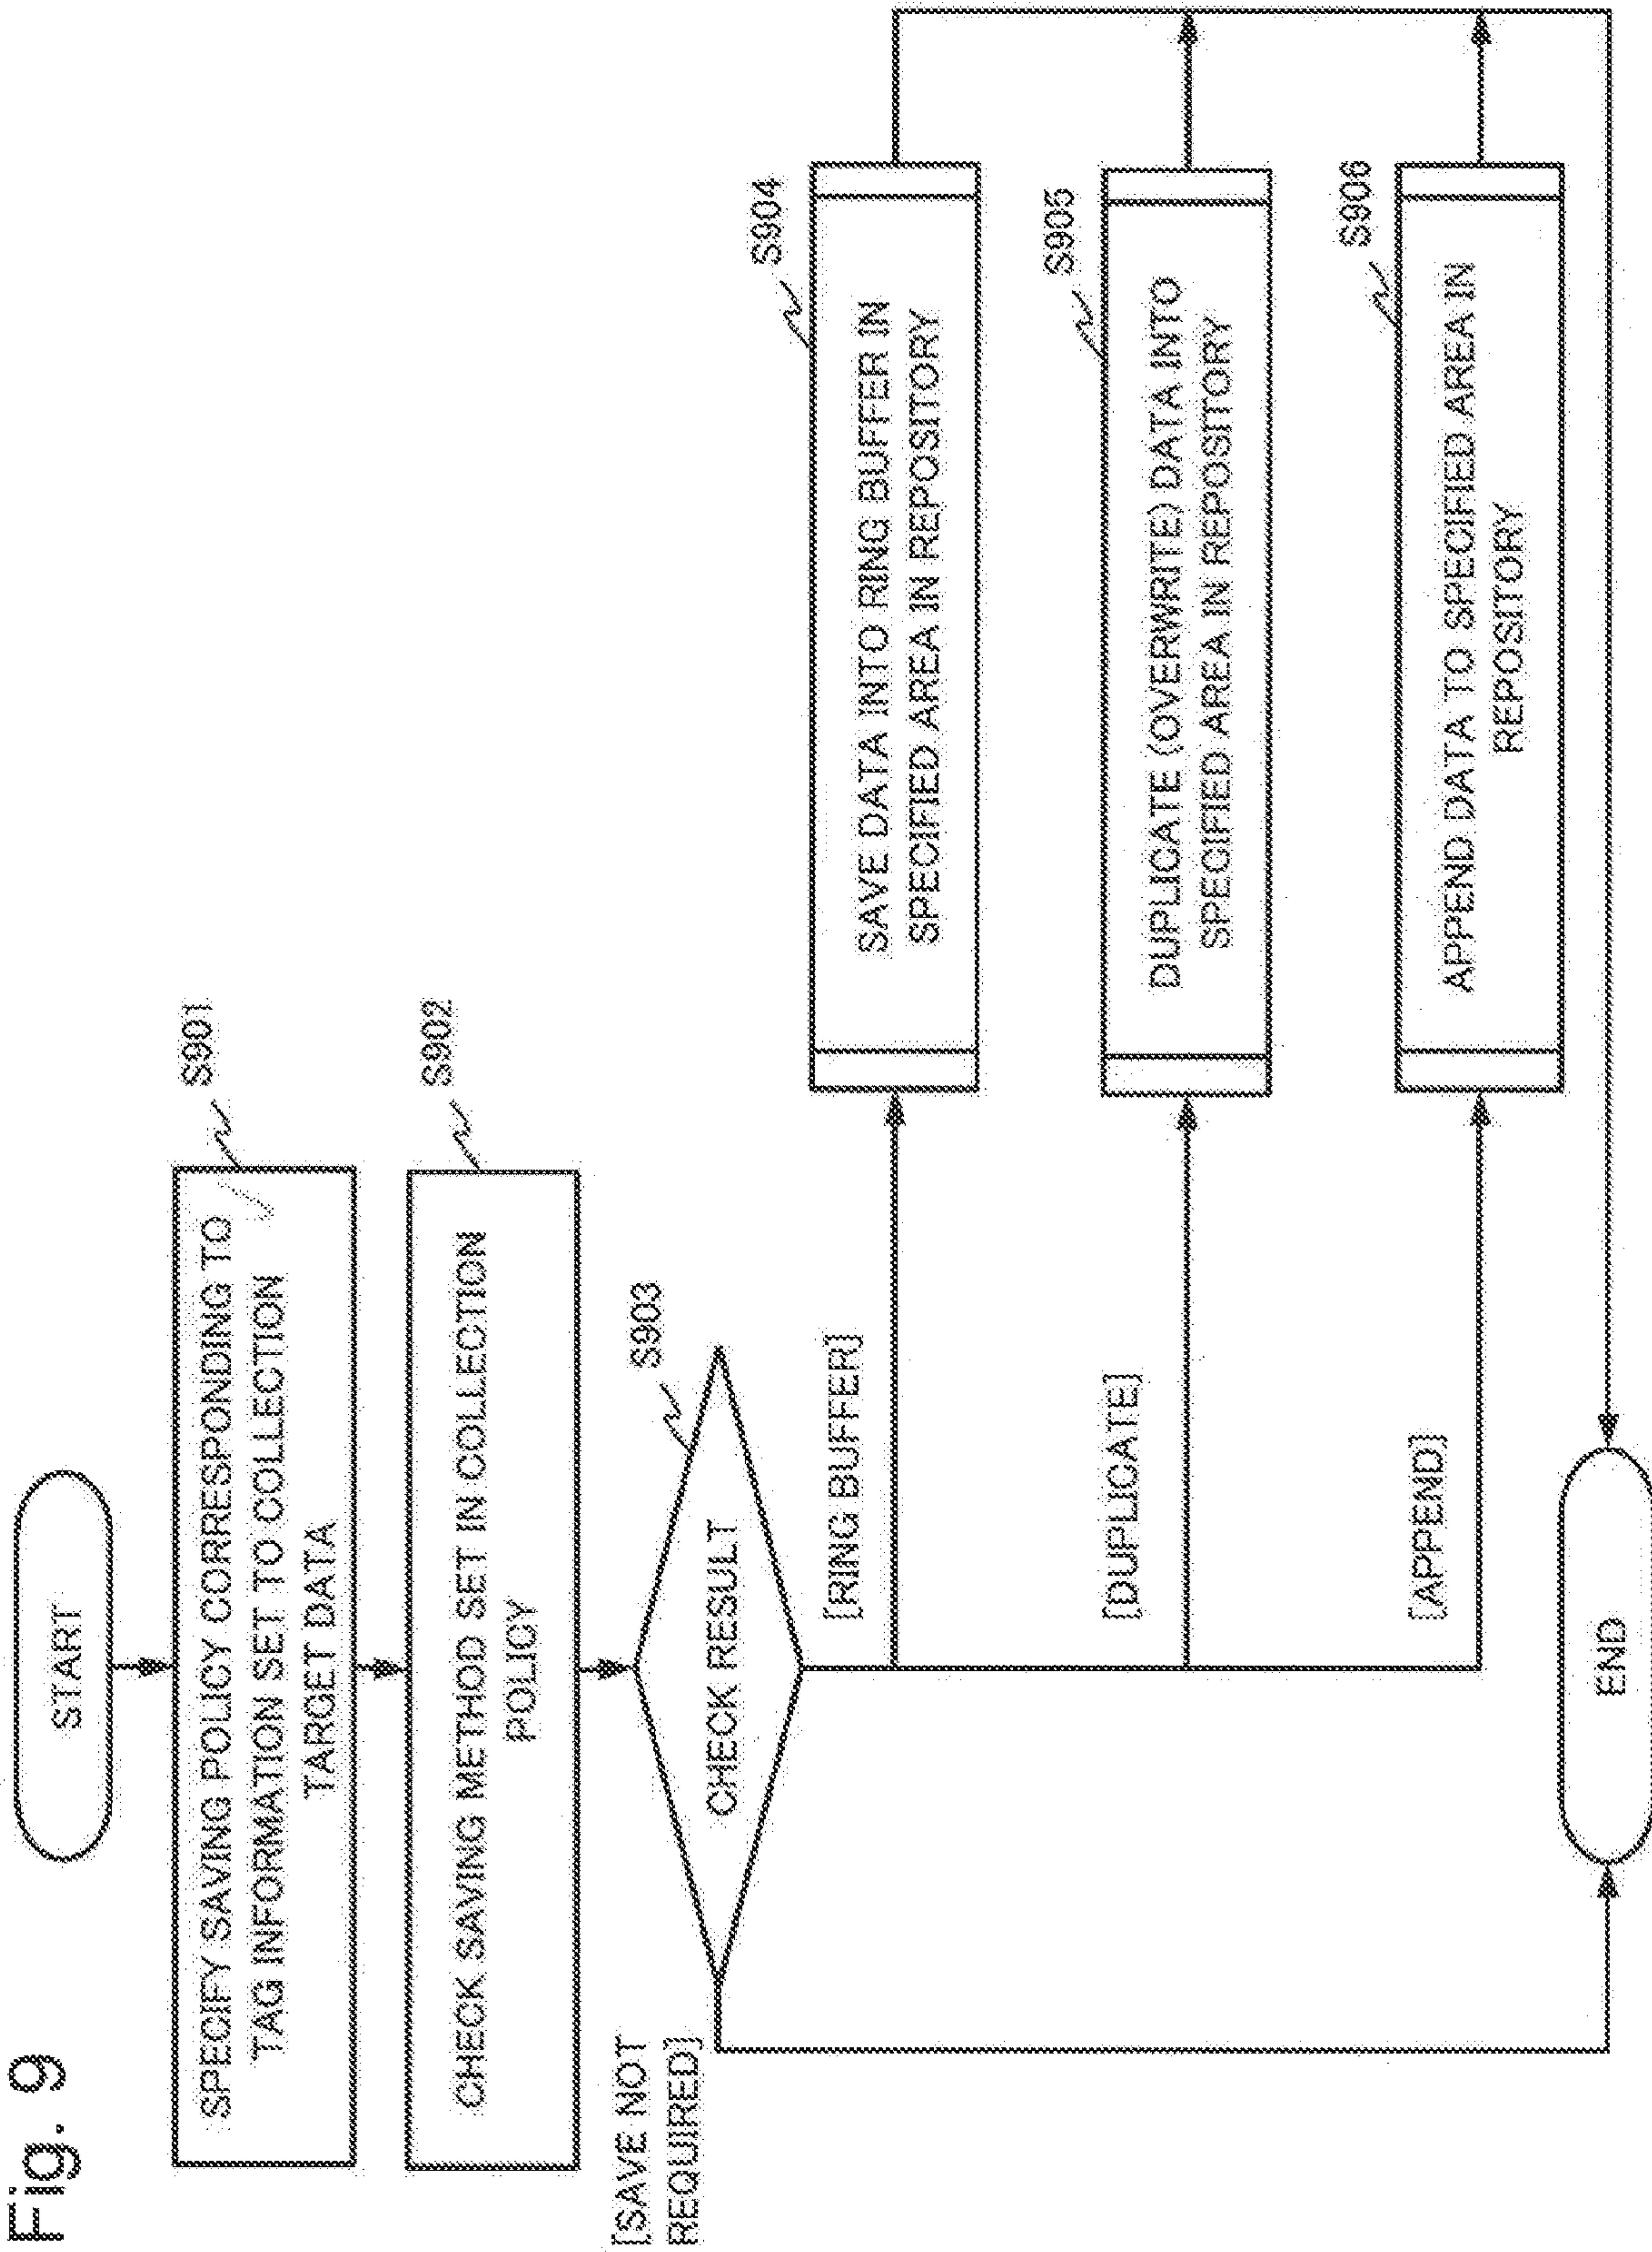 Fig. 9
START
S901
SPECIFY SAVING POLICY CORRESPONDING TO
TAG INFORMATION SET TO COLLECTION
TARGET DATA
S902
CHECK SAVING METHOD SET IN COLLECTION
POLICY
S903
CHECK RESULT
[SAVE NOT
REQUIRED]
[RING BUFFER]
S904
SAVE DATA INTO RING BUFFER IN
SPECIFIED AREA IN REPOSITORY
[DUPLICATE]
S905
DUPLICATE (OVERWRITE) DATA INTO
SPECIFIED AREA IN REPOSITORY
[APPEND]
S906
APPEND DATA TO SPECIFIED AREA IN
REPOSITORY
END